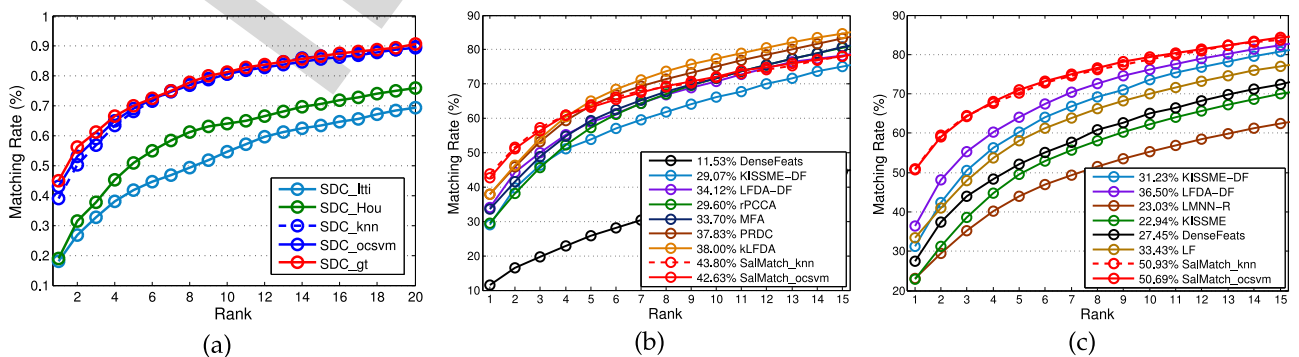 1
0.9
0.8
0.7
0.6
0.5
0.4
0.3
0.2
0.1
Matching Rate (%)
2 4 6 8 10 12 14 16 18 20
Rank
SDC_Itti
SDC_Hou
SDC_knn
SDC_ocsvm
SDC_gt
(a)
90
80
70
60
50
40
30
20
10
Matching Rate (%)
1 2 3 4 5 6 7 8 9 10 11 12 13 14 15
Rank
11.53% DenseFeats
29.07% KISSME-DF
34.12% LFDA-DF
29.60% rPCCA
33.70% MFA
37.83% PRDC
38.00% kLFDA
43.80% SalMatch_knn
42.63% SalMatch_ocsvm
(b)
90
80
70
60
50
40
30
20
Matching Rate (%)
1 2 3 4 5 6 7 8 9 10 11 12 13 14 15
Rank
31.23% KISSME-DF
36.50% LFDA-DF
23.03% LMNN-R
22.94% KISSME
27.45% DenseFeats
33.43% LF
50.93% SalMatch_knn
50.69% SalMatch_ocsvm
(c)